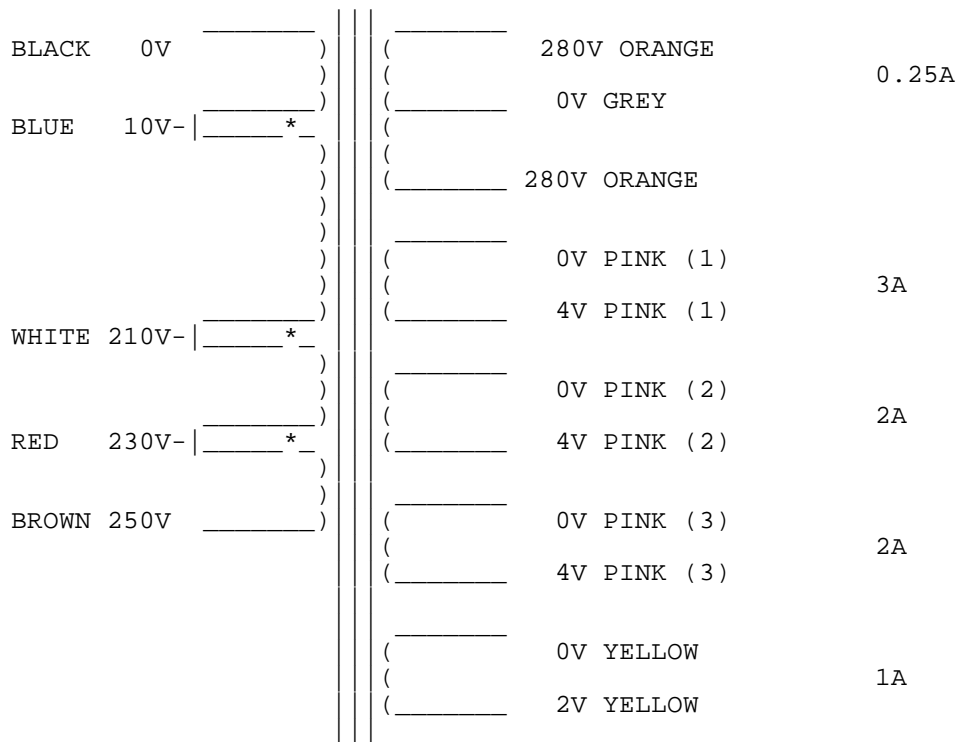 BLACK 0V 280V ORANGE
0.25A
0V GREY
BLUE 10V-| *
280V ORANGE
0V PINK (1)
3A
4V PINK (1)
WHITE 210V-| *
0V PINK (2)
2A
RED 230V-| * 4V PINK (2)
BROWN 250V 0V PINK (3)
2A
4V PINK (3)
0V YELLOW
1A
2V YELLOW